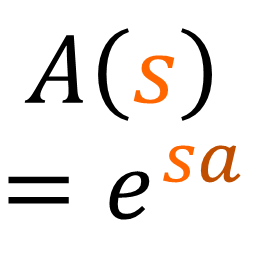 A(s)
= e^{sa}